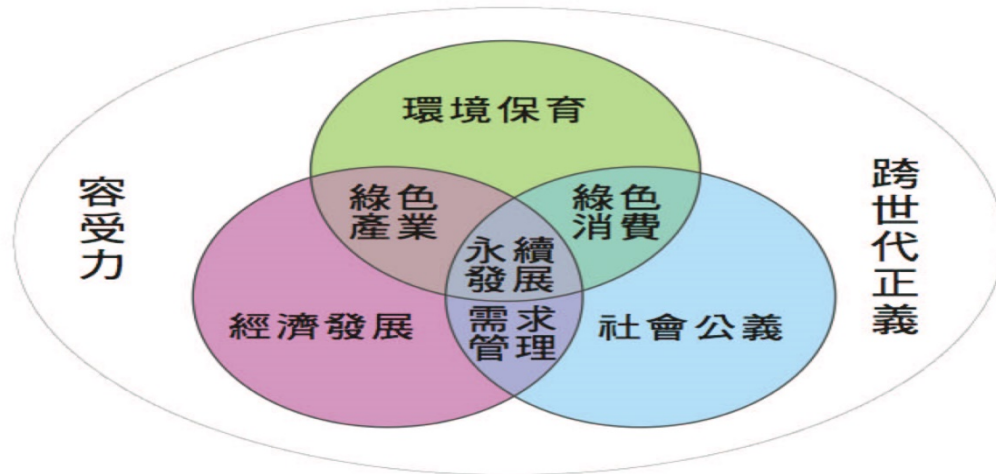 環境保育
容受力
跨世代正義
綠色
產業
綠色
消費
永續
發展
經濟發展
需求
管理
社會公義